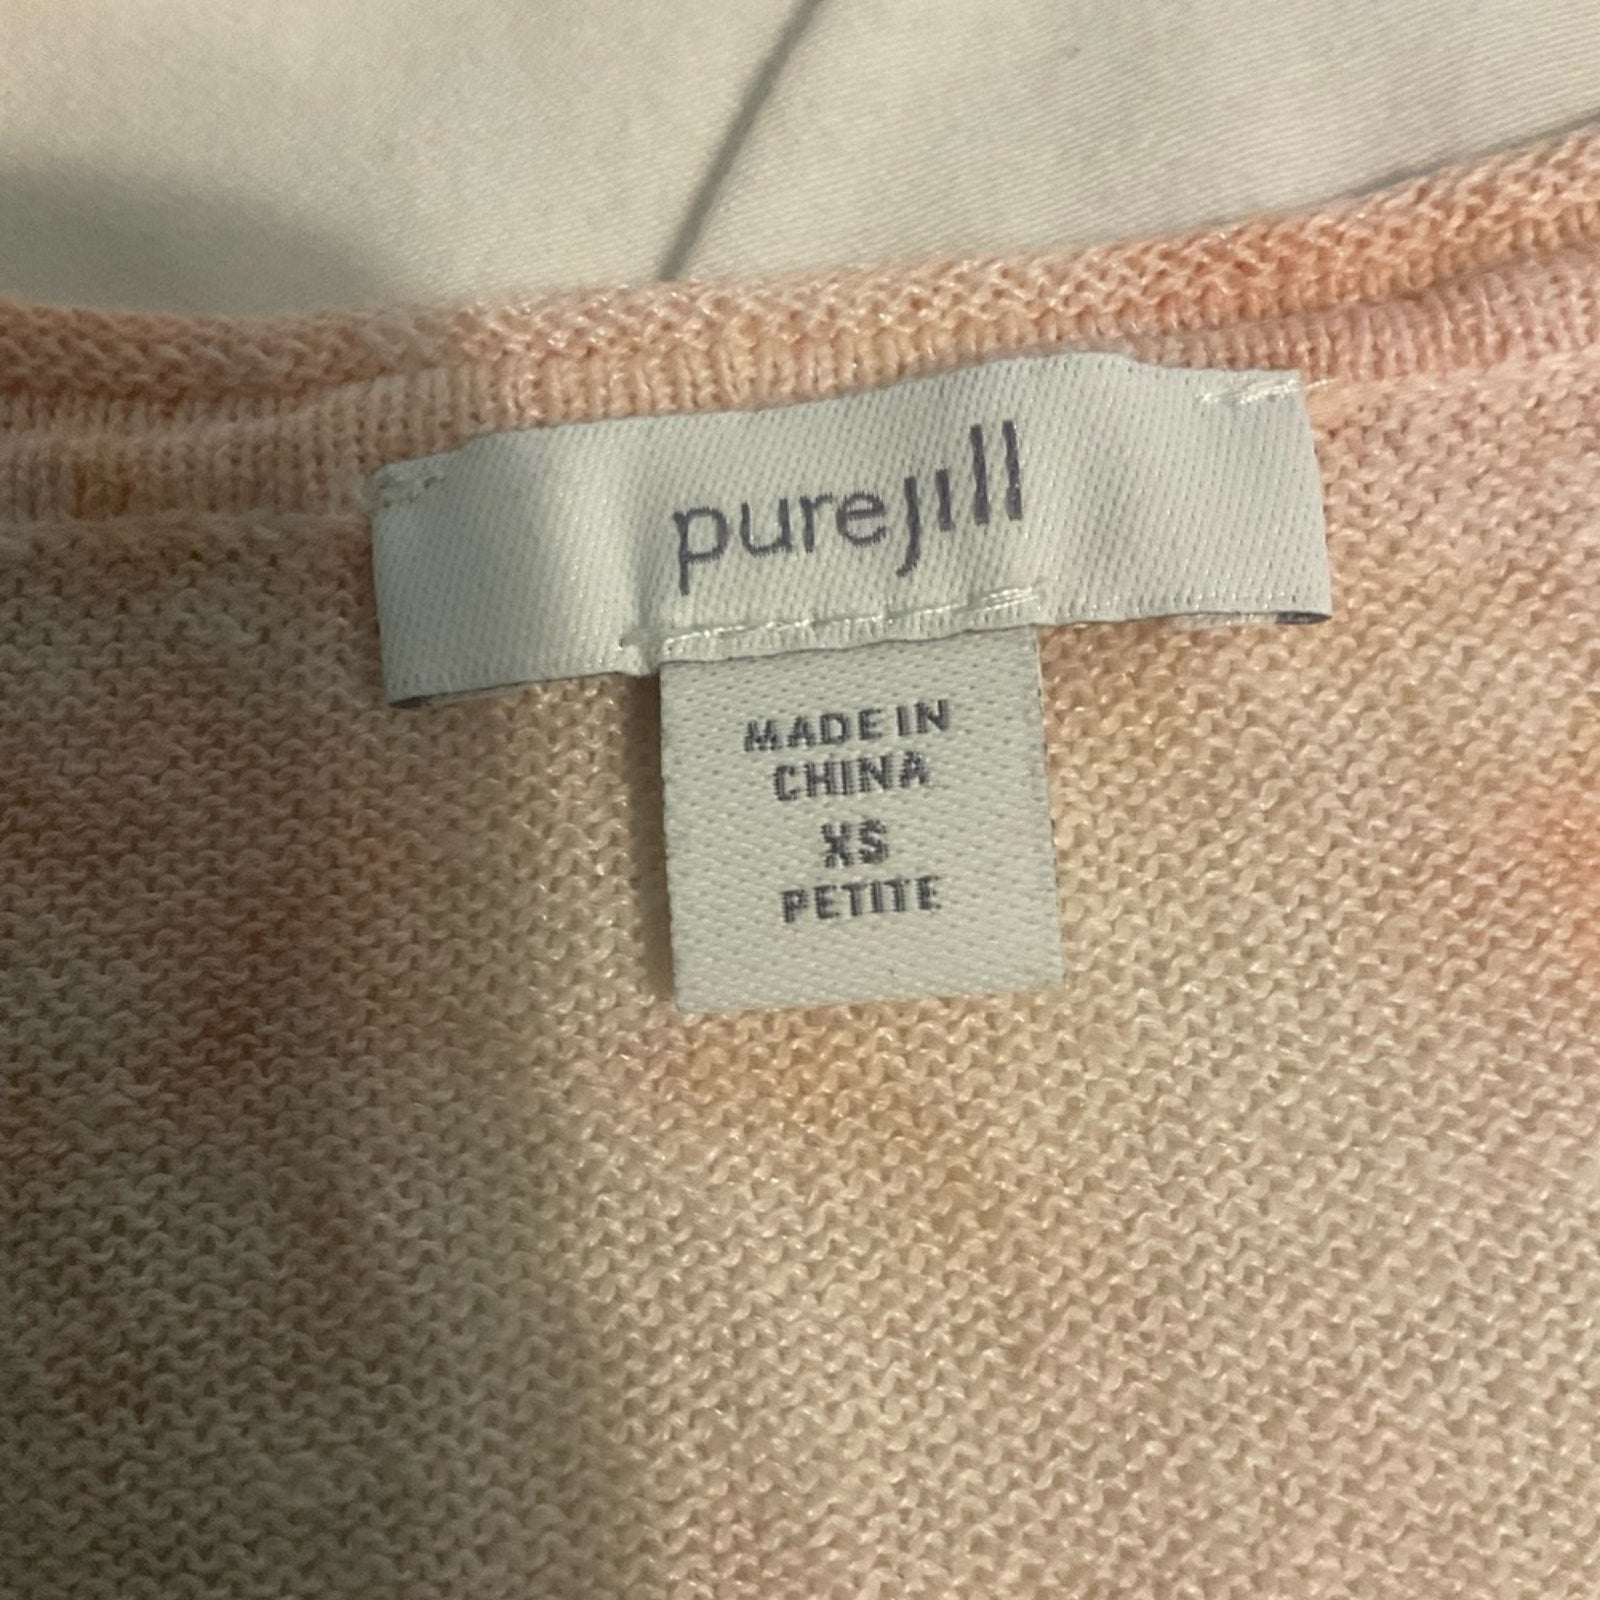 purejill
MADE IN
CHINA
XS
PETITE